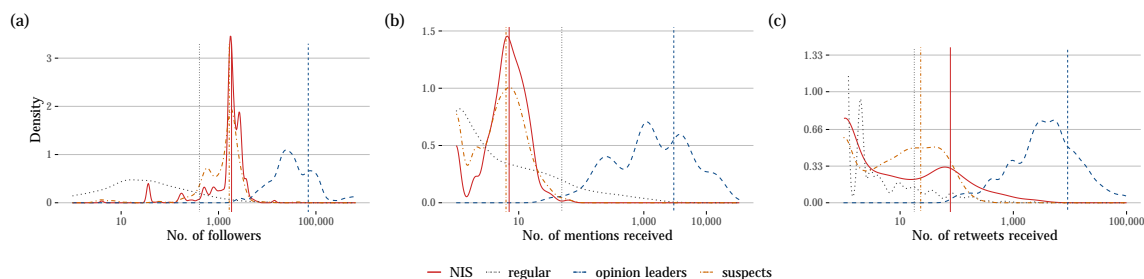 (a)
(b)
(c)
Density
3
2
1
0
10
1,000
100,000
No. of followers
1.5
1.0
0.5
0.0
10
1,000
10,000
No. of mentions received
1.33
1.00
0.66
0.33
0.00
10
1,000
100,000
No. of retweets received
NIS regular opinion leaders suspects